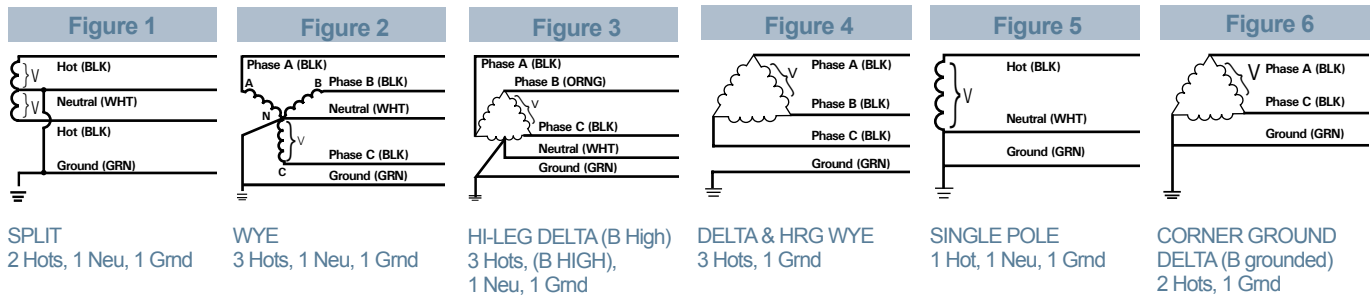 Figure 1
Hot (BLK)
V
Neutral (WHT)
V
Hot (BLK)
Ground (GRN)
SPLIT
2 Hots, 1 Neu, 1 Grnd
Figure 2
Phase A (BLK)
A
B
Phase B (BLK)
N
Neutral (WHT)
V
Phase C (BLK)
C
Ground (GRN)
WYE
3 Hots, 1 Neu, 1 Grnd
Figure 3
Phase A (BLK)
Phase B (ORNG)
V
Phase C (BLK)
Neutral (WHT)
Ground (GRN)
HI-LEG DELTA (B High)
3 Hots, (B HIGH),
1 Neu, 1 Grnd
Figure 4
V
Phase A (BLK)
Phase B (BLK)
Phase C (BLK)
Ground (GRN)
DELTA & HRG WYE
3 Hots, 1 Grnd
Figure 5
Hot (BLK)
V
Neutral (WHT)
Ground (GRN)
SINGLE POLE
1 Hot, 1 Neu, 1 Grnd
Figure 6
V
Phase A (BLK)
Phase C (BLK)
Ground (GRN)
CORNER GROUND
DELTA (B grounded)
2 Hots, 1 Grnd